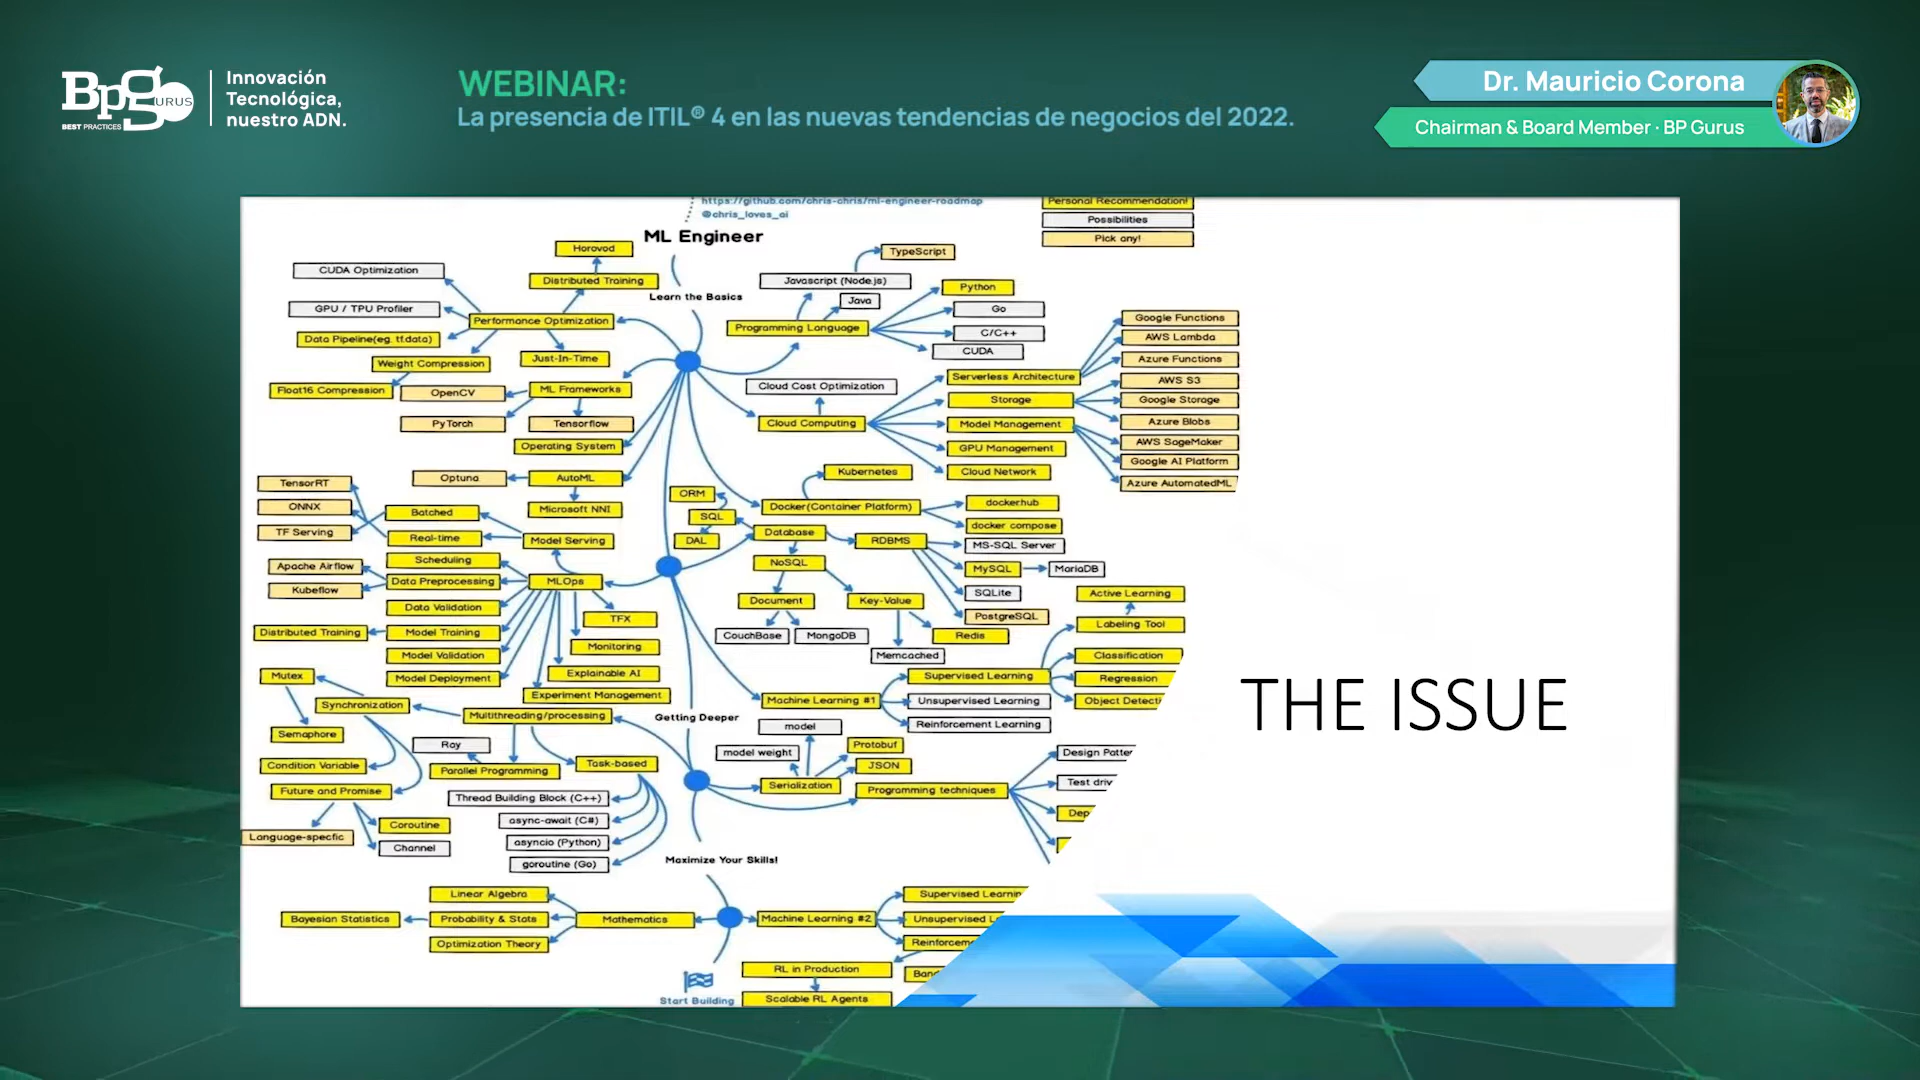 BpGURUS
BEST PRACTICES
Innovación
Tecnológica,
nuestro ADN.
WEBINAR:
La presencia de ITIL® 4 en las nuevas tendencias de negocios del 2022.
Dr. Mauricio Corona
Chairman & Board Member · BP Gurus
https://github.com/chris-chris/ml-engineer-roadmap
@chris_loves_ai
Personal Recommendation!
Possibilities
Pick any!
ML Engineer
Learn the Basics
Horovod
CUDA Optimization
Distributed Training
GPU / TPU Profiler
Performance Optimization
Data Pipeline(eg. tf.data)
Weight Compression
Just-In-Time
Float16 Compression
OpenCV
ML Frameworks
PyTorch
Tensorflow
Operating System
Optuna
AutoML
Microsoft NNI
TypeScript
Javascript (Node.js)
Java
Programming Language
Python
Go
C/C++
CUDA
Cloud Cost Optimization
Cloud Computing
Serverless Architecture
Storage
Model Management
GPU Management
Cloud Network
Google Functions
AWS Lambda
Azure Functions
AWS S3
Google Storage
Azure Blobs
AWS SageMaker
Google AI Platform
Azure AutomatedML
Kubernetes
Docker(Container Platform)
dockerhub
docker compose
ORM
SQL
DAL
Database
RDBMS
MS-SQL Server
MySQL
MariaDB
SQLite
PostgreSQL
NoSQL
Document
Key-Value
CouchBase
MongoDB
Redis
Memcached
TensorRT
ONNX
TF Serving
Batched
Real-time
Model Serving
Apache Airflow
Kubeflow
Scheduling
Data Preprocessing
MLOps
Data Validation
Distributed Training
Model Training
Model Validation
Model Deployment
TFX
Monitoring
Explainable AI
Experiment Management
Active Learning
Labeling Tool
Classification
Regression
Object Detecti
Supervised Learning
Machine Learning #1
Unsupervised Learning
Reinforcement Learning
Getting Deeper
Mutex
Synchronization
Multithreading/processing
Semaphore
Condition Variable
Future and Promise
Language-specfic
Coroutine
Channel
Ray
Parallel Programming
Task-based
Thread Building Block (C++)
async-await (C#)
asyncio (Python)
goroutine (Go)
model
model weight
Protobuf
JSON
Serialization
Programming techniques
Design Patter
Test driv
Dep
THE ISSUE
Maximize Your Skills!
Linear Algebra
Bayesian Statistics
Probability & Stats
Mathematics
Optimization Theory
Machine Learning #2
Supervised Learnin
Unsupervised L
Reinforceme
Band
RL in Production
Scalable RL Agents
Start Building